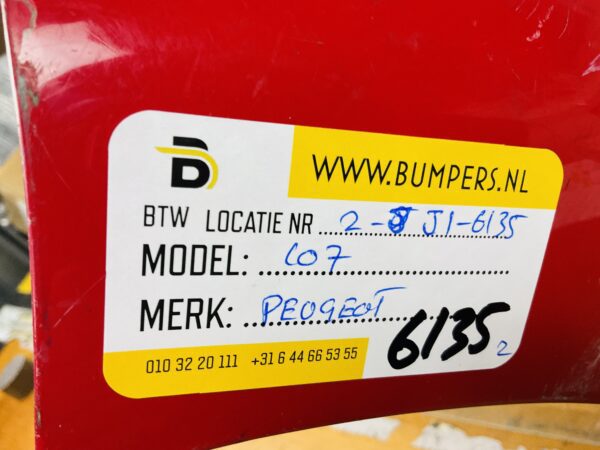 B
WWW.BUMPERS.NL
BTW LOCATIE NR 2-J1-6135
MODEL: 107
MERK: PEUGEOT
6135 2
010 32 20 111 +31 6 44 66 53 55